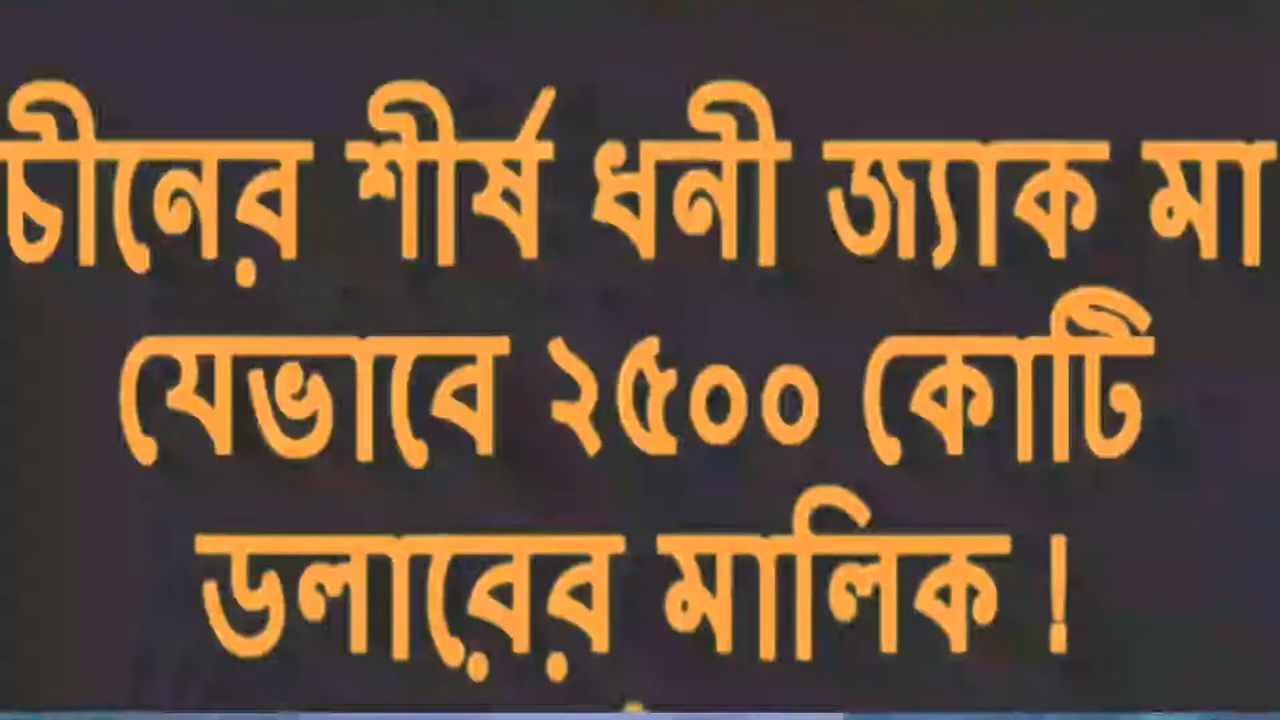 চীনের শীর্ষ ধনী জ্যাক মা
যেভাবে ২৫০০ কোটি
ডলারের মালিক !